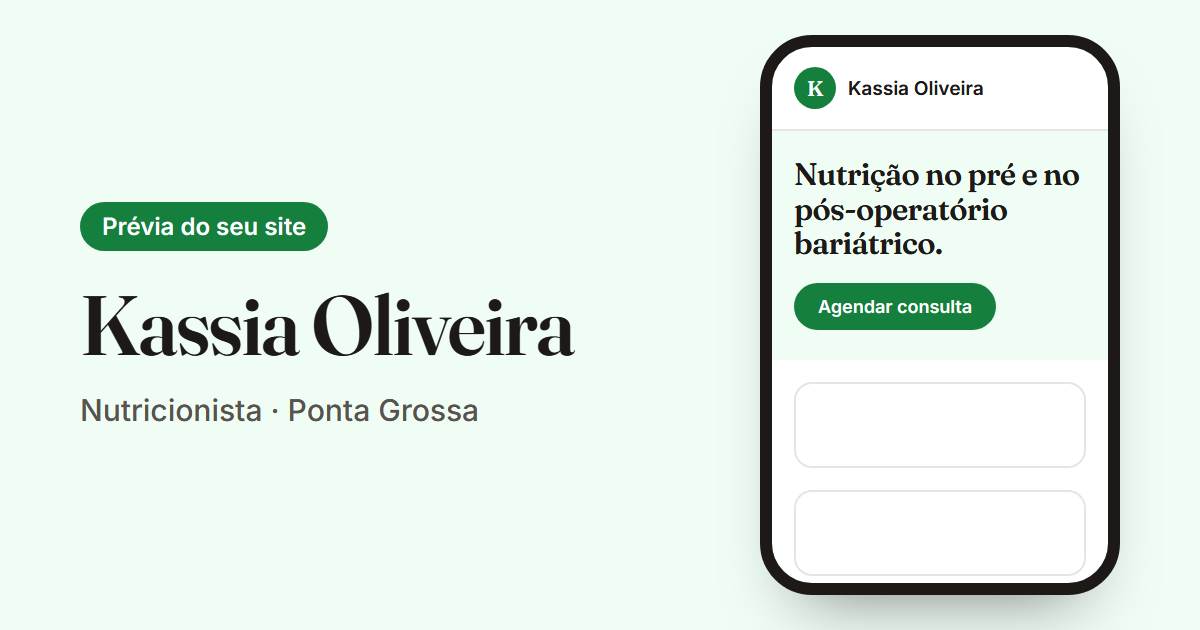 Prévia do seu site
Kassia Oliveira
Nutricionista · Ponta Grossa
K
Kassia Oliveira
Nutrição no pré e no
pós-operatório
bariátrico.
Agendar consulta